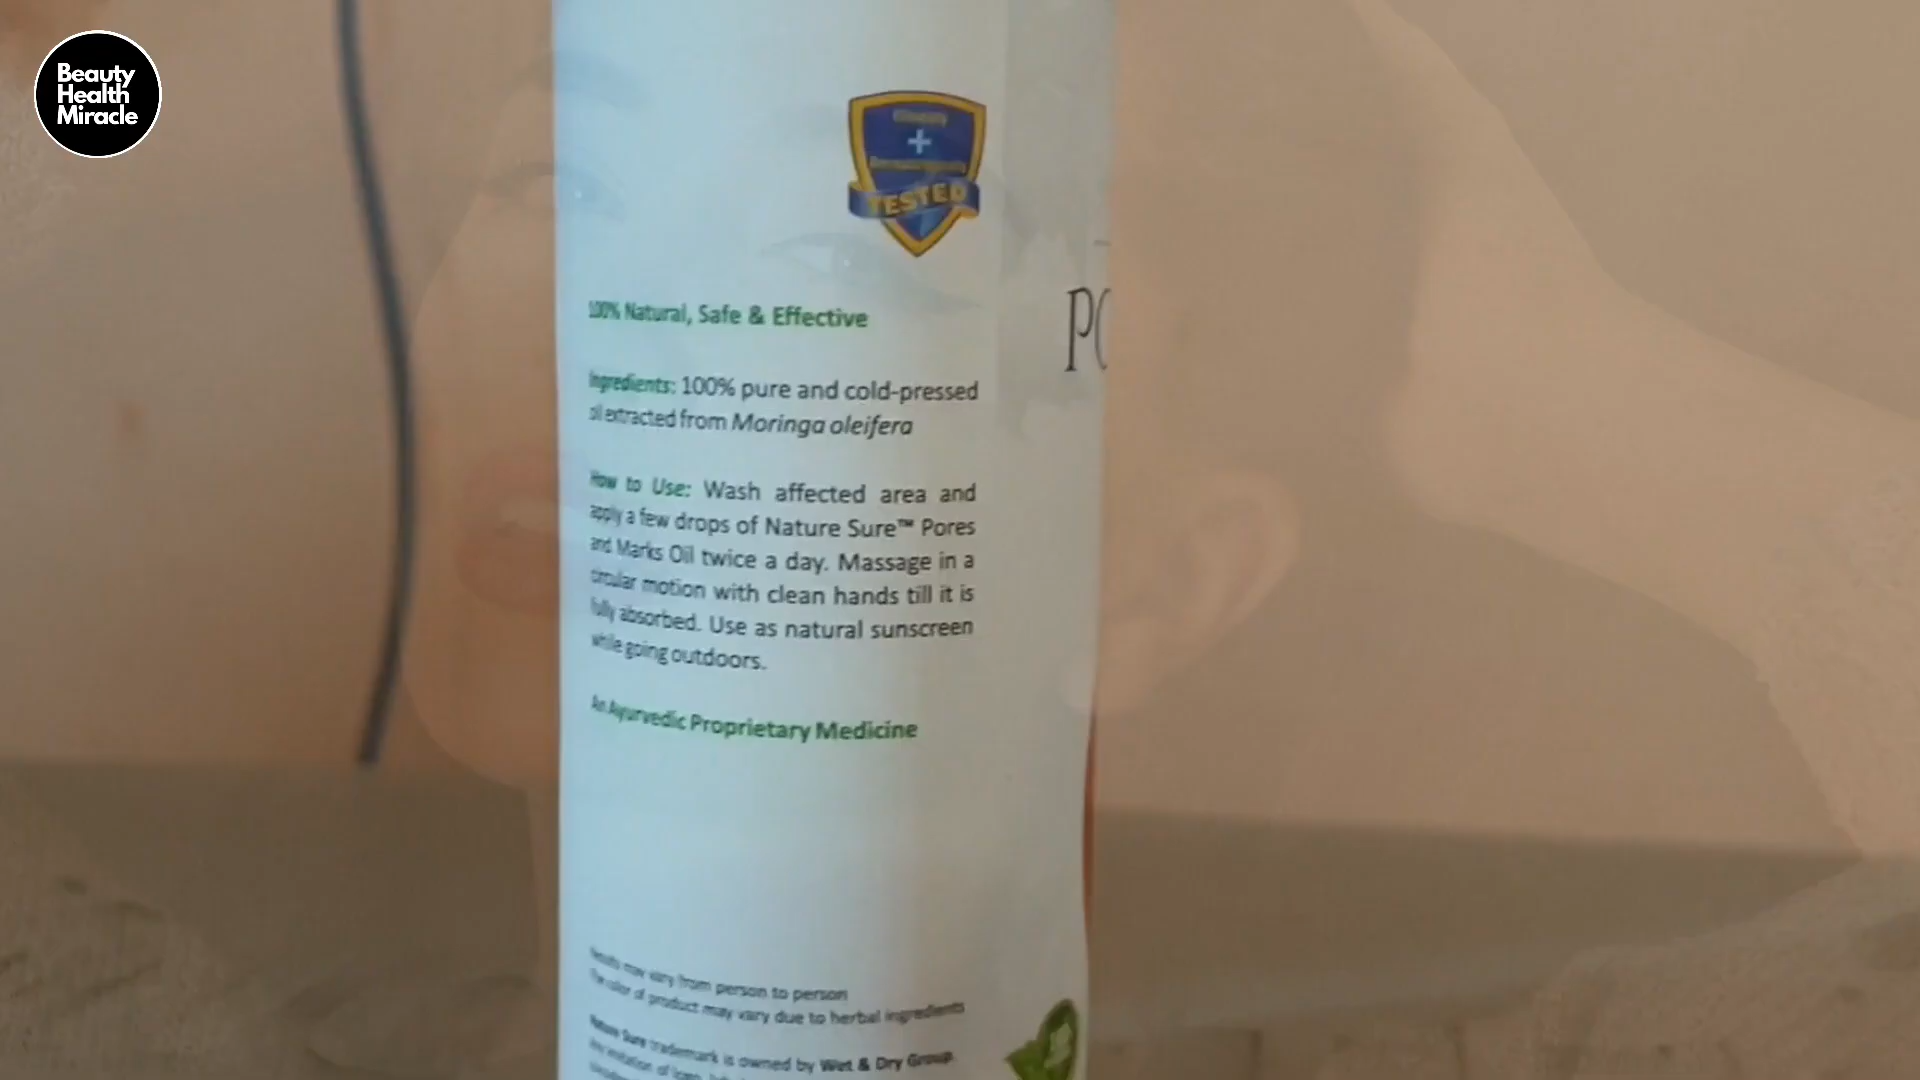 Beauty
Health
Miracle
+
TESTED
100% Natural, Safe & Effective
Ingredients: 100% pure and cold-pressed
oil extracted from Moringa oleifera
How to Use: Wash affected area and
apply a few drops of Nature Sure™ Pores
and Marks Oil twice a day. Massage in a
circular motion with clean hands till it is
fully absorbed. Use as natural sunscreen
while going outdoors.
An Ayurvedic Proprietary Medicine
Results may vary from person to person
The color of product may vary due to herbal ingredients
Nature Sure trademark is owned by Wet & Dry Group
PO